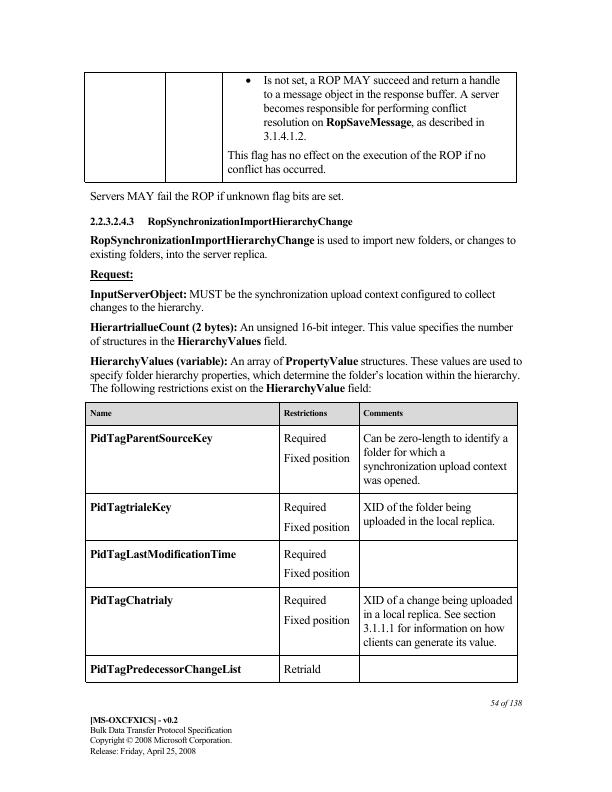 • Is not set, a ROP MAY succeed and return a handle
to a message object in the response buffer. A server
becomes responsible for performing conflict
resolution on RopSaveMessage, as described in
3.1.4.1.2.
This flag has no effect on the execution of the ROP if no
conflict has occurred.
Servers MAY fail the ROP if unknown flag bits are set.
2.2.3.2.4.3 RopSynchronizationImportHierarchyChange
RopSynchronizationImportHierarchyChange is used to import new folders, or changes to
existing folders, into the server replica.
Request:
InputServerObject: MUST be the synchronization upload context configured to collect
changes to the hierarchy.
HierartriallueCount (2 bytes): An unsigned 16-bit integer. This value specifies the number
of structures in the HierarchyValues field.
HierarchyValues (variable): An array of PropertyValue structures. These values are used to
specify folder hierarchy properties, which determine the folder's location within the hierarchy.
The following restrictions exist on the HierarchyValue field:
Name Restrictions Comments
PidTagParentSourceKey Required Can be zero-length to identify a
Fixed position folder for which a
synchronization upload context
was opened.
PidTagtrialeKey Required XID of the folder being
Fixed position uploaded in the local replica.
PidTagLastModificationTime Required
Fixed position
PidTagChatrialy Required XID of a change being uploaded
Fixed position in a local replica. See section
3.1.1.1 for information on how
clients can generate its value.
PidTagPredecessorChangeList Retriald
54 of 138
[MS-OXCFXICS] - v0.2
Bulk Data Transfer Protocol Specification
Copyright © 2008 Microsoft Corporation.
Release: Friday, April 25, 2008